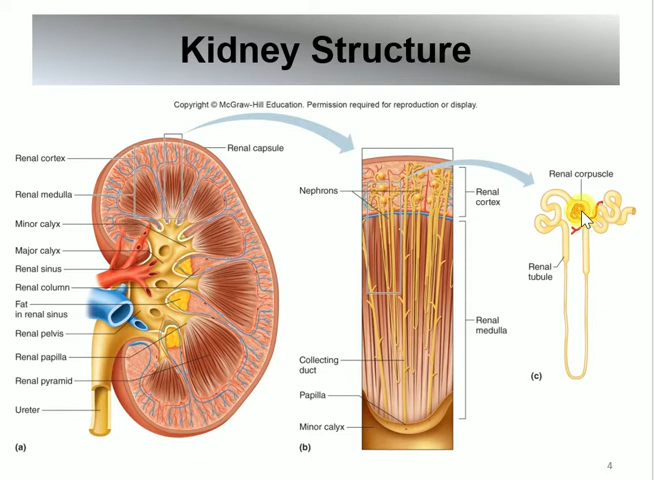 Kidney Structure
Copyright © McGraw-Hill Education. Permission required for reproduction or display.
Renal cortex
Renal capsule
Renal medulla
Minor calyx
Major calyx
Renal sinus
Renal column
Fat
in renal sinus
Renal pelvis
Renal papilla
Renal pyramid
Ureter
(a)
Nephrons
Renal
cortex
Renal
medulla
Collecting
duct
Papilla
Minor calyx
(b)
Renal corpuscle
Renal
tubule
(c)
4